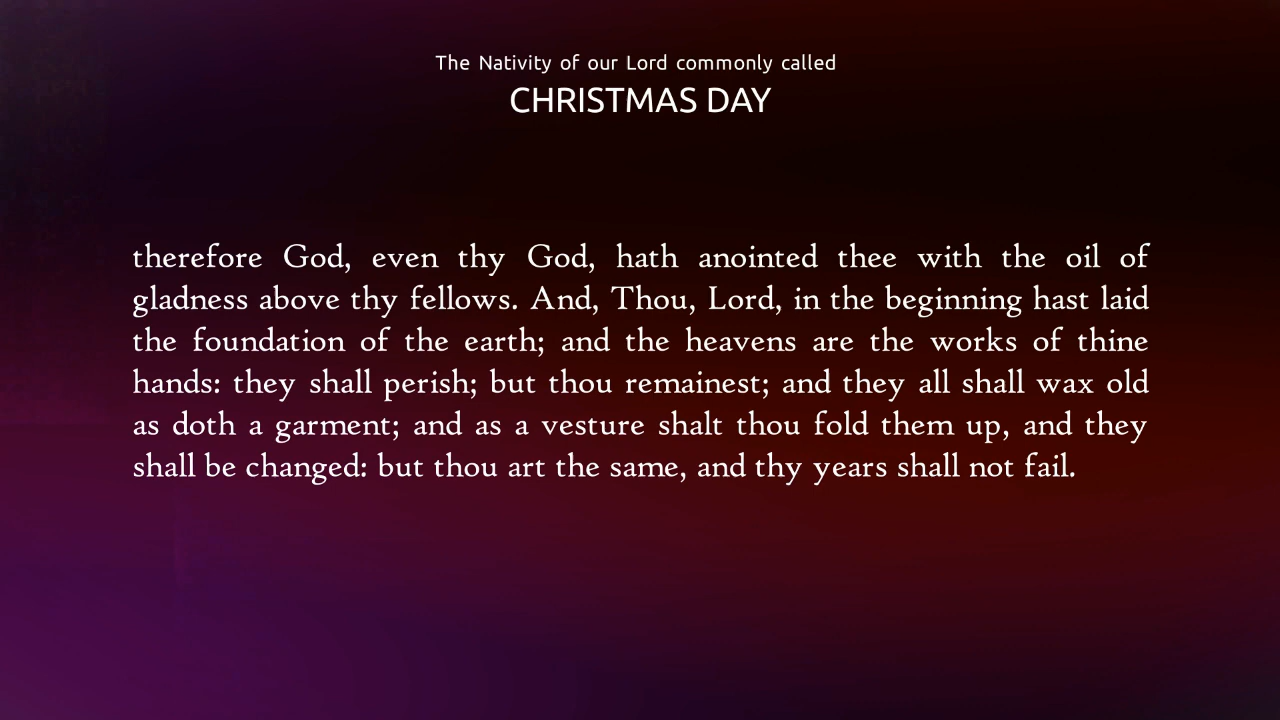 The Nativity of our Lord commonly called
CHRISTMAS DAY
therefore God, even thy God, hath anointed thee with the oil of
gladness above thy fellows. And, Thou, Lord, in the beginning hast laid
the foundation of the earth; and the heavens are the works of thine
hands: they shall perish; but thou remainest; and they all shall wax old
as doth a garment; and as a vesture shalt thou fold them up, and they
shall be changed: but thou art the same, and thy years shall not fail.